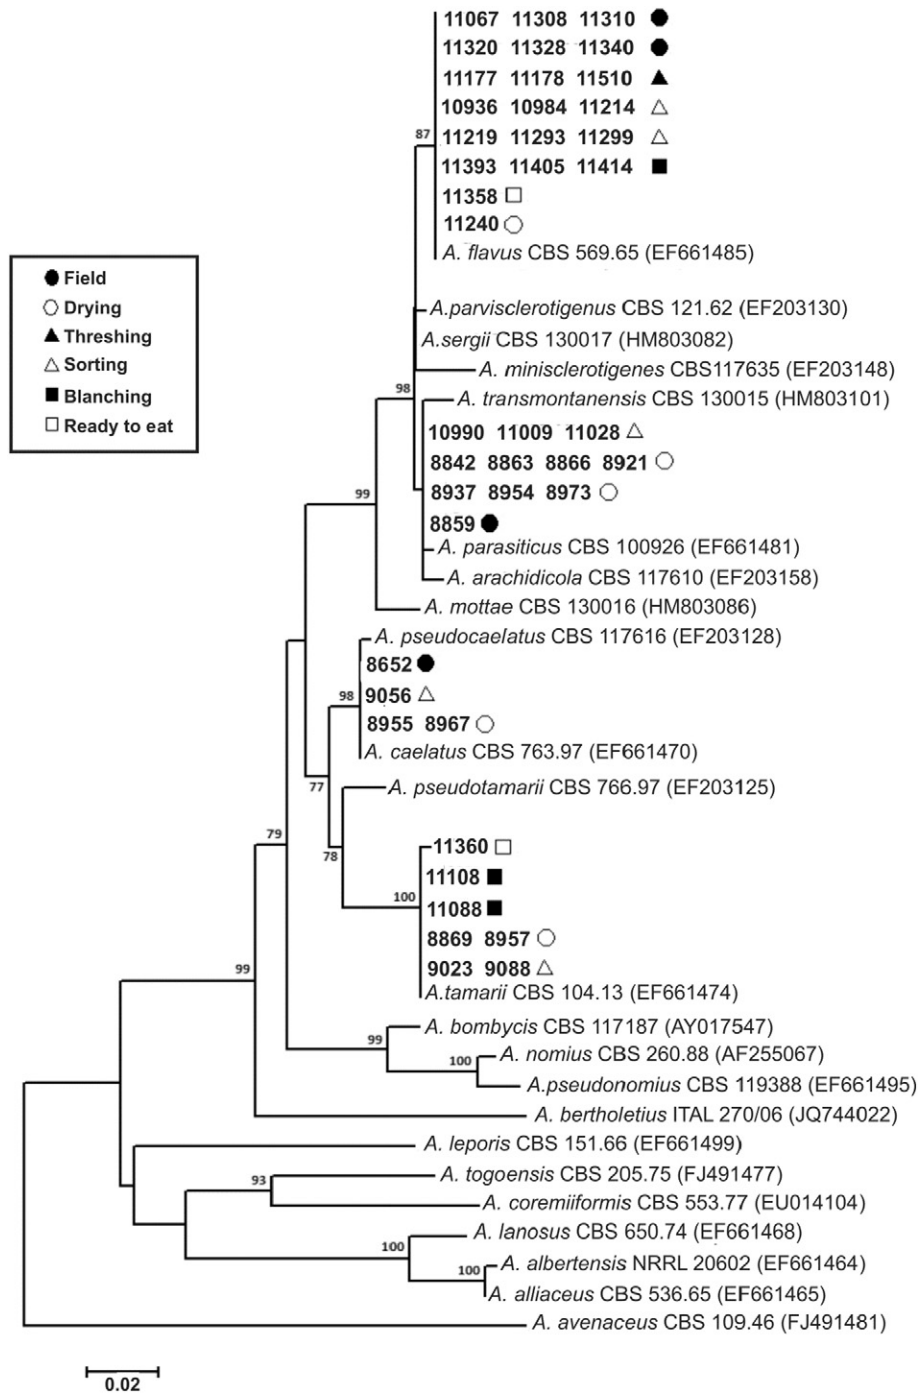 11067 11308 11310
11320 11328 11340
11177 11178 11510
10936 10984 11214
87
11219 11293 11299
11393 11405 11414
11358
11240
A. flavus CBS 569.65 (EF661485)
Field
Drying
Threshing
Sorting
Blanching
Ready to eat
A.parvisclerotigenus CBS 121.62 (EF203130)
A.sergii CBS 130017 (HM803082)
A. minisclerotigenes CBS117635 (EF203148)
98
A. transmontanensis CBS 130015 (HM803101)
10990 11009 11028
8842 8863 8866 8921
99
8937 8954 8973
8859
A. parasiticus CBS 100926 (EF661481)
A. arachidicola CBS 117610 (EF203158)
A. mottae CBS 130016 (HM803086)
A. pseudocaelatus CBS 117616 (EF203128)
8652
98
9056
8955 8967
A. caelatus CBS 763.97 (EF661470)
77
A. pseudotamarii CBS 766.97 (EF203125)
79
78
11360
11108
100
11088
8869 8957
9023 9088
99
A.tamarii CBS 104.13 (EF661474)
A. bombycis CBS 117187 (AY017547)
99
A. nomius CBS 260.88 (AF255067)
100
A.pseudonomius CBS 119388 (EF661495)
A. bertholetius ITAL 270/06 (JQ744022)
A. leporis CBS 151.66 (EF661499)
A. togoensis CBS 205.75 (FJ491477)
93
A. coremiiformis CBS 553.77 (EU014104)
A. lanosus CBS 650.74 (EF661468)
100
A. albertensis NRRL 20602 (EF661464)
100
A. alliaceus CBS 536.65 (EF661465)
A. avenaceus CBS 109.46 (FJ491481)
0.02